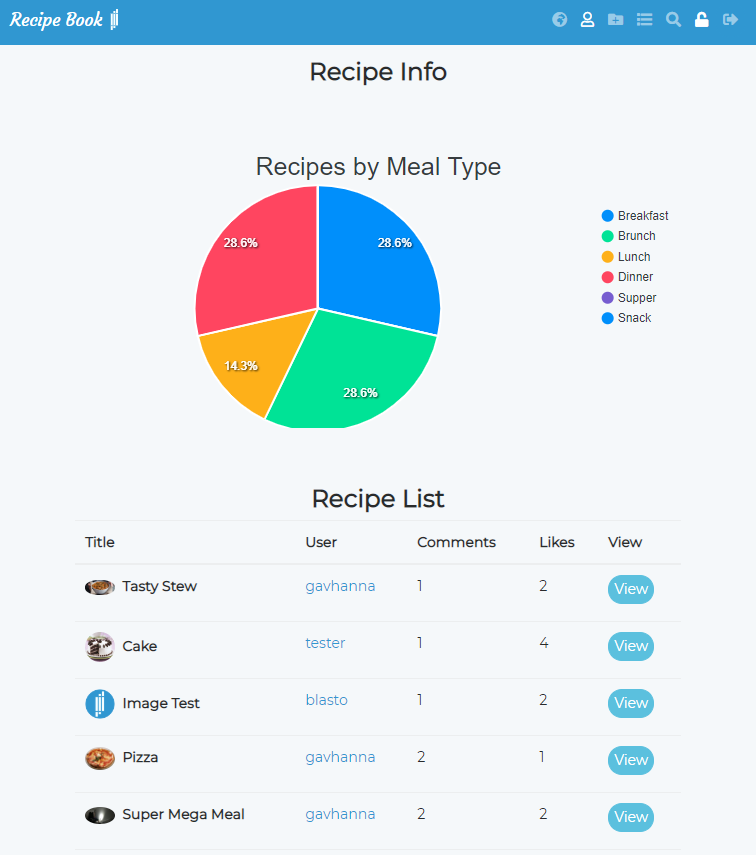 Recipe Book
Recipe Info
Recipes by Meal Type
28.6%
28.6%
14.3%
28.6%
Breakfast
Brunch
Lunch
Dinner
Supper
Snack
Recipe List
Title User Comments Likes View
Tasty Stew gavhanna 1 2 View
Cake tester 1 4 View
Image Test blasto 1 2 View
Pizza gavhanna 2 1 View
Super Mega Meal gavhanna 2 2 View